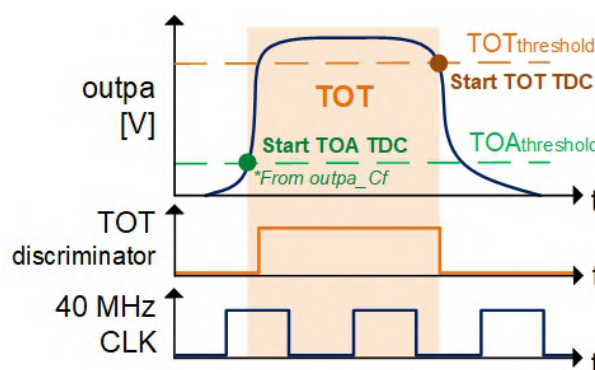 TOTthreshold
outpa
[V]
TOT
Start TOT TDC
Start TOA TDC
TOAthreshold
*From outpa_Cf
t
TOT
discriminator
t
40 MHz
CLK
t